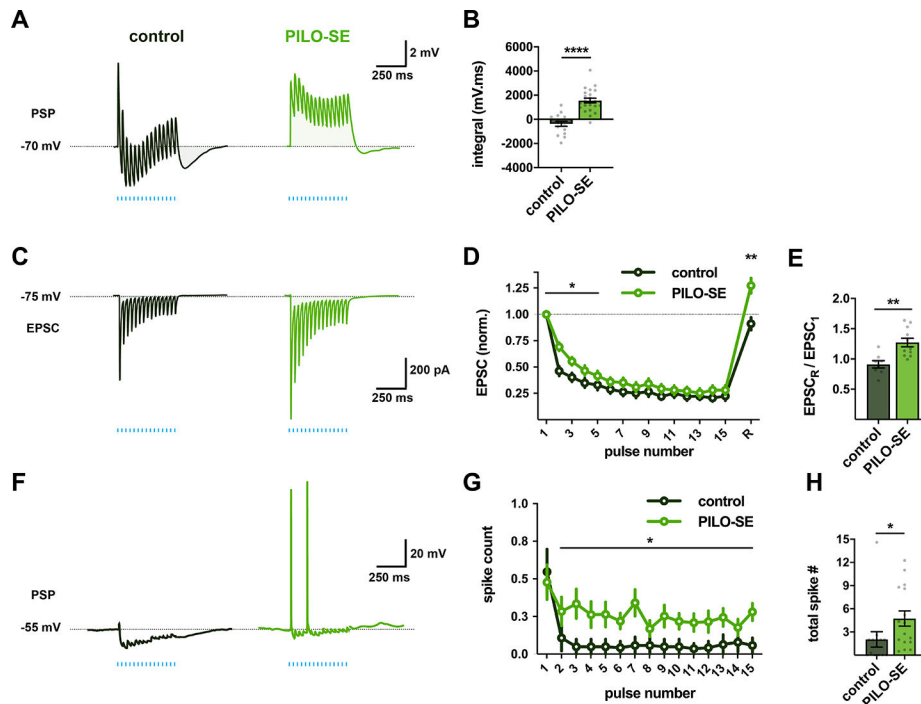 A
control
PILO-SE
2 mV
250 ms
PSP
-70 mV
B
****
6000
4000
2000
0
-2000
-4000
integral (mV.ms)
control
PILO-SE
C
-75 mV
EPSC
200 pA
250 ms
D
control
PILO-SE
**
*
1.25
1.00
0.75
0.50
0.25
EPSC (norm.)
1 3 5 7 9 11 13 15 R
pulse number
E
**
2.0
1.5
1.0
0.5
EPSCR / EPSC1
control
PILO-SE
F
20 mV
250 ms
PSP
-55 mV
G
control
PILO-SE
*
1.0
0.8
0.5
0.3
0.0
spike count
1 2 3 4 5 6 7 8 9 10 11 12 13 14 15
pulse number
H
*
15
12
9
6
3
total spike #
control
PILO-SE